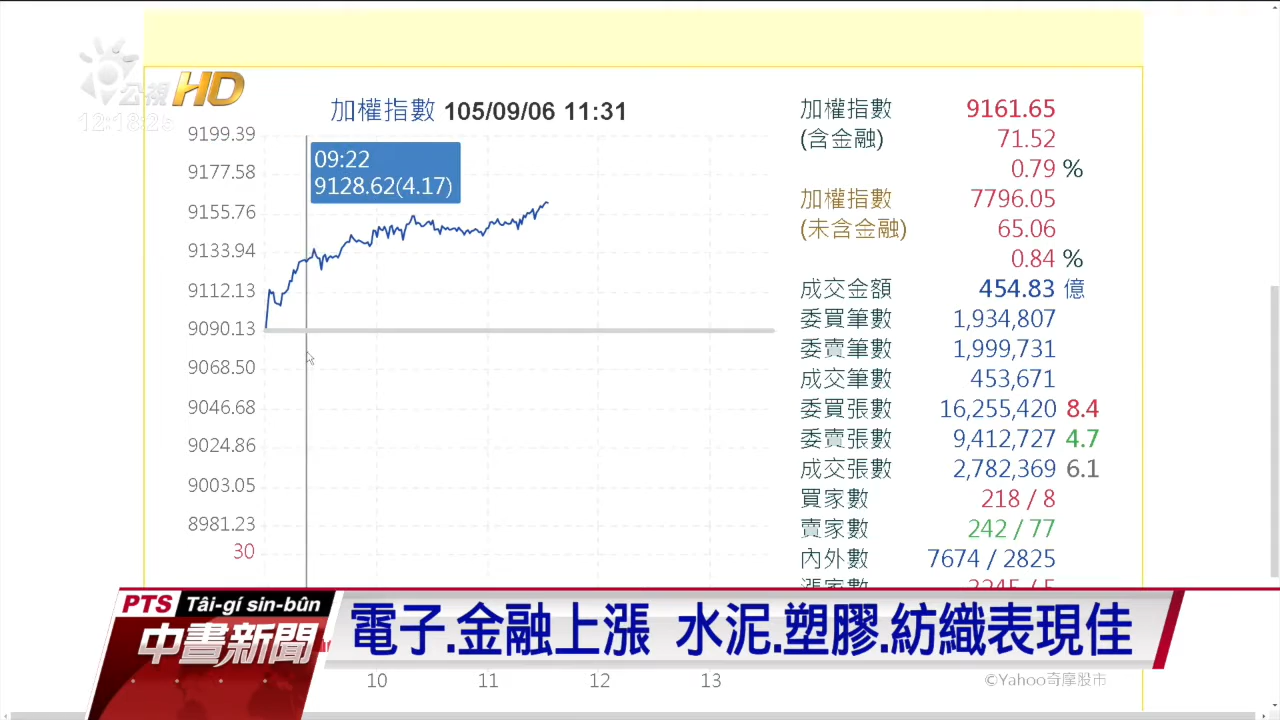 公視 HD
12:18:25
加權指數 105/09/06 11:31
9199.39
9177.58
9155.76
9133.94
9112.13
9090.13
9068.50
9046.68
9024.86
9003.05
8981.23
30
09:22
9128.62(4.17)
加權指數 9161.65
(含金融) 71.52
0.79 %
加權指數 7796.05
(未含金融) 65.06
0.84 %
成交金額 454.83 億
委買筆數 1,934,807
委賣筆數 1,999,731
成交筆數 453,671
委買張數 16,255,420 8.4
委賣張數 9,412,727 4.7
成交張數 2,782,369 6.1
買家數 218 / 8
賣家數 242 / 77
內外數 7674 / 2825
漲家數 2245 / 5
PTS Tâi-gí sin-bûn
中晝新聞
電子.金融上漲 水泥.塑膠.紡織表現佳
10 11 12 13
©Yahoo奇摩股市